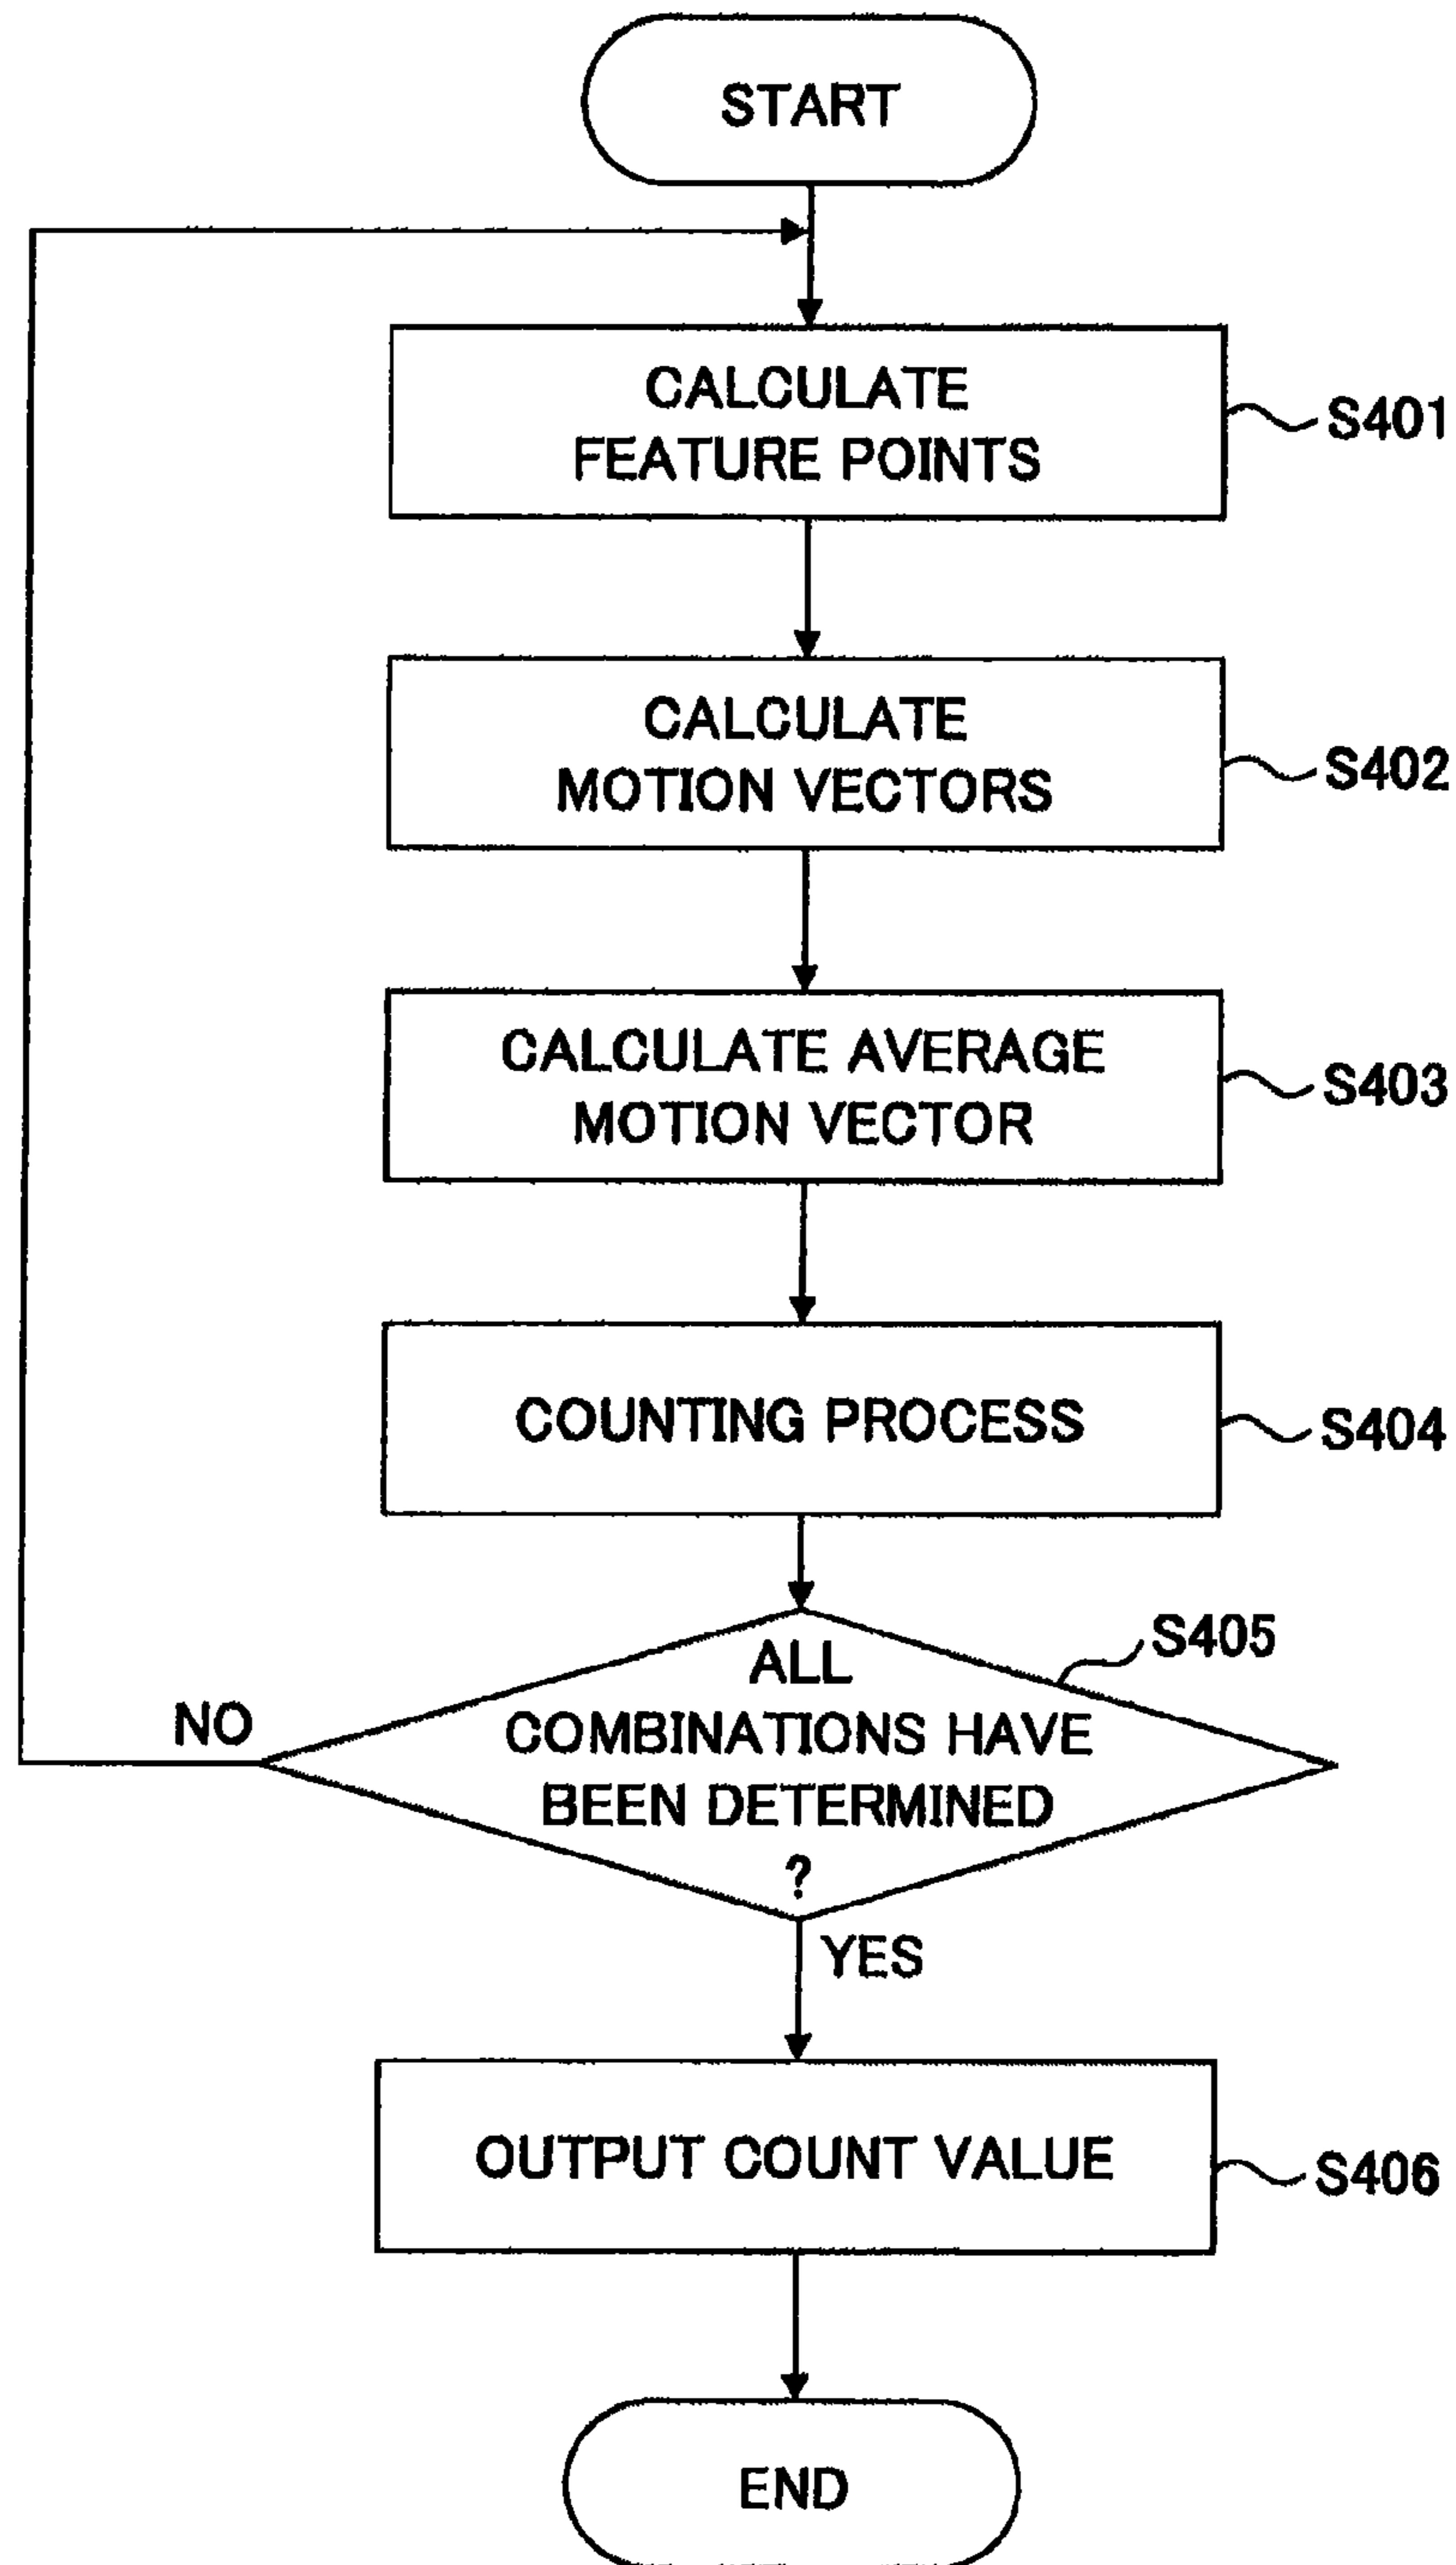 START
CALCULATE
FEATURE POINTS
S401
CALCULATE
MOTION VECTORS
S402
CALCULATE AVERAGE
MOTION VECTOR
S403
COUNTING PROCESS
S404
S405
ALL
COMBINATIONS HAVE
BEEN DETERMINED
?
NO
YES
OUTPUT COUNT VALUE
S406
END